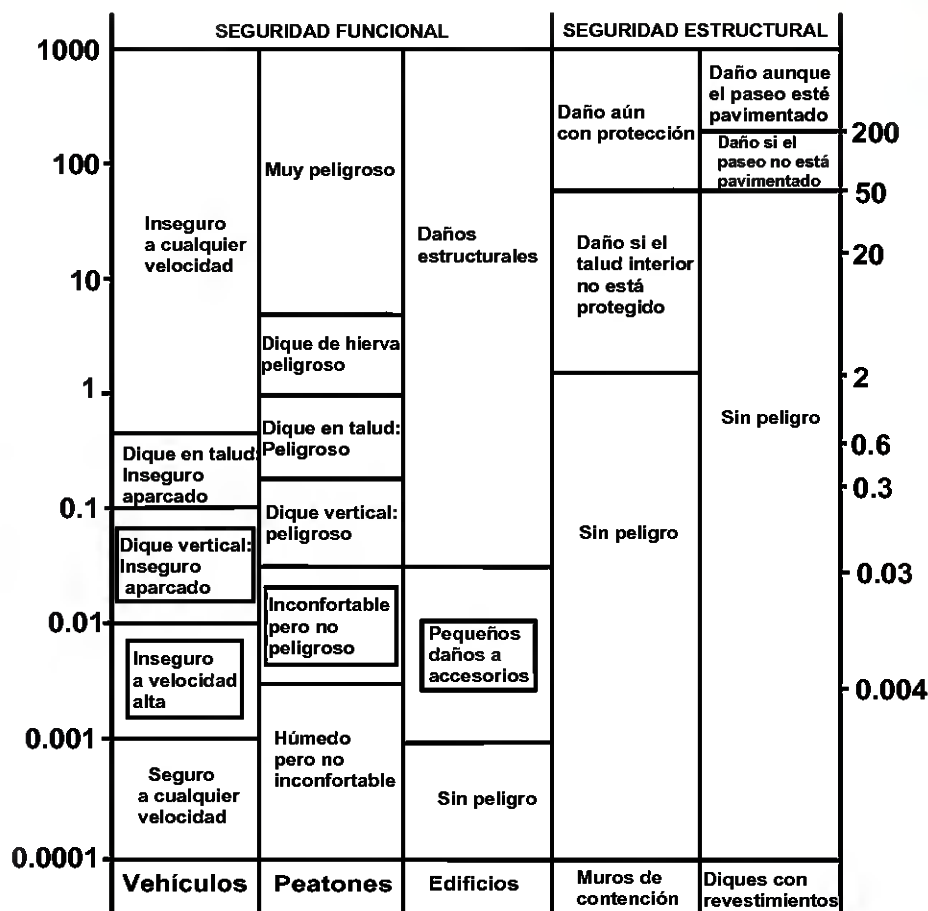 SEGURIDAD FUNCIONAL
SEGURIDAD ESTRUCTURAL
1000
100
10
1
0.1
0.01
0.001
0.0001
Inseguro
a cualquier
velocidad
Dique en talud:
Inseguro
aparcado
Dique vertical:
Inseguro
aparcado
Inseguro
a velocidad
alta
Seguro
a cualquier
velocidad
Vehículos
Muy peligroso
Dique de hierva
peligroso
Dique en talud:
Peligroso
Dique vertical:
peligroso
Inconfortable
pero no
peligroso
Húmedo
pero no
inconfortable
Peatones
Daños
estructurales
Pequeños
daños a
accesorios
Sin peligro
Edificios
Daño aún
con protección
Daño si el
talud interior
no está
protegido
Sin peligro
Muros de
contención
Daño aunque
el paseo esté
pavimentado
Daño si el
paseo no está
pavimentado
Sin peligro
Diques con
revestimientos
200
50
20
2
0.6
0.3
0.03
0.004